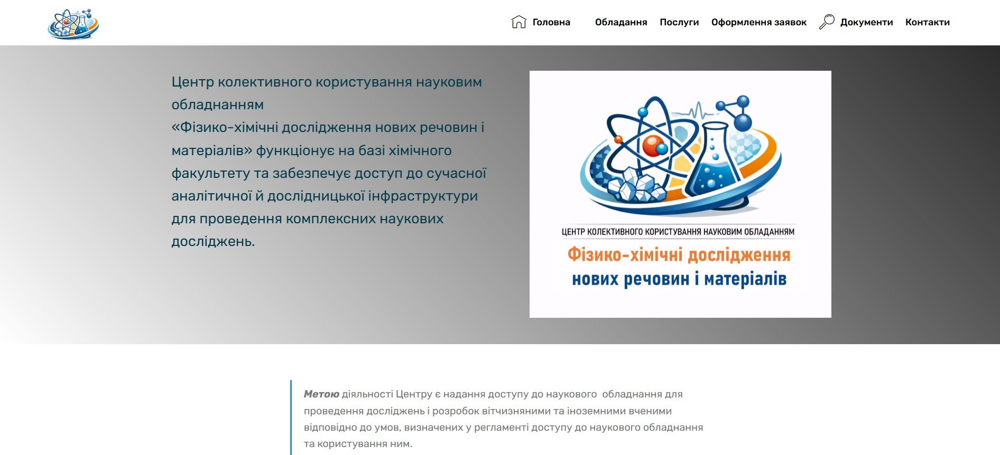 Головна Обладання Послуги Оформлення заявок Документи Контакти
Центр колективного користування науковим
обладнанням
«Фізико-хімічні дослідження нових речовин і
матеріалів» функціонує на базі хімічного
факультету та забезпечує доступ до сучасної
аналітичної й дослідницької інфраструктури
для проведення комплексних наукових
досліджень.
ЦЕНТР КОЛЕКТИВНОГО КОРИСТУВАННЯ НАУКОВИМ ОБЛАДАННЯМ
Фізико-хімічні дослідження
нових речовин і матеріалів
Метою діяльності Центру є надання доступу до наукового обладнання для
проведення досліджень і розробок вітчизняними та іноземними вченими
відповідно до умов, визначених у регламенті доступу до наукового обладнання
та користування ним.